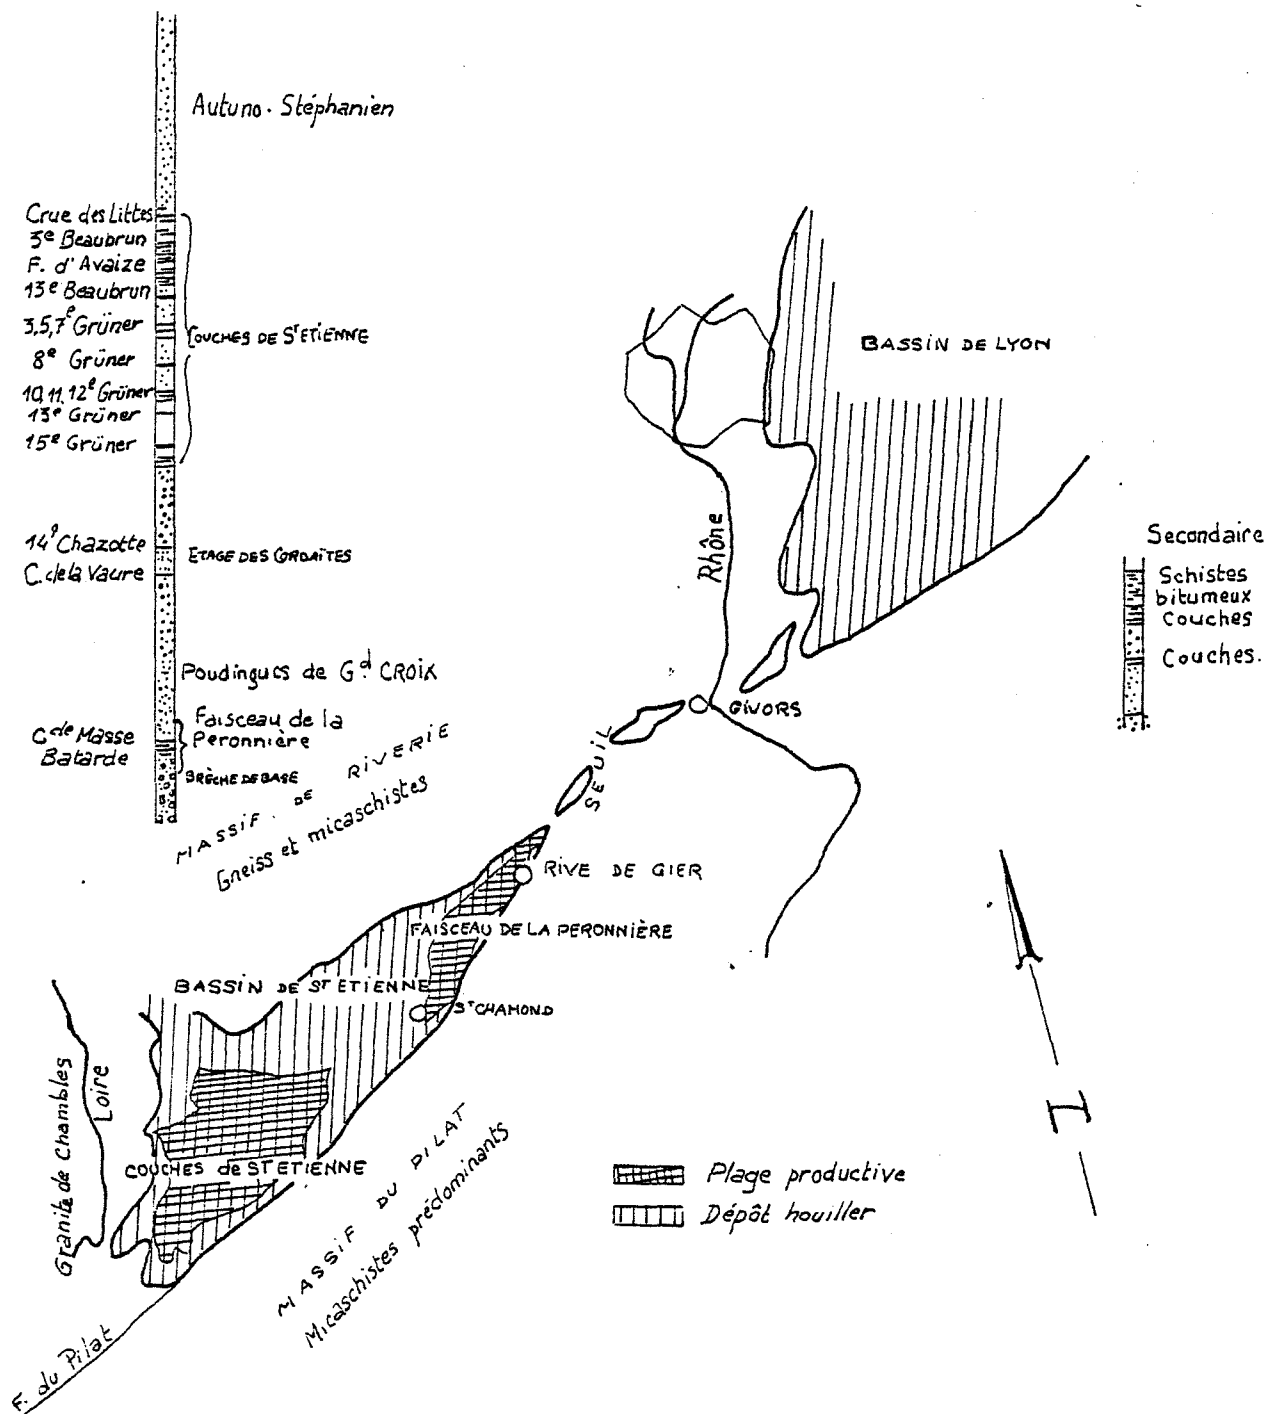 Autuno. Stéphanien
Crue des Littes
3e Beaubrun
F. d'Avaize
13e Beaubrun
3,5,7e Grüner
COUCHES DE St ETIENNE
8e Grüner
10,11,12e Grüner
13e Grüner
15e Grüner
14e Chazotte
ETAGE DES CORDAÏTES
C. de la Vaure
Poudingues de Gd. CROIX
Faisceau de la
Peronnière
Cde Masse
Batarde
BRÈCHE DE BASE
MASSIF DE RIVERIE
Gneiss et micaschistes
BASSIN DE LYON
Rhône
Secondaire
Schistes
bitumeux
Couches
Couches.
GIVORS
SEUIL
RIVE DE GIER
FAISCEAU DE LA PERONNIÈRE
BASSIN DE St ETIENNE
St CHAMOND
Granite de Chambles
Loire
COUCHES de St ETIENNE
MASSIF DU PILAT
Micaschistes prédominants
F. du Pilat
N
Plage productive
Dépôt houiller